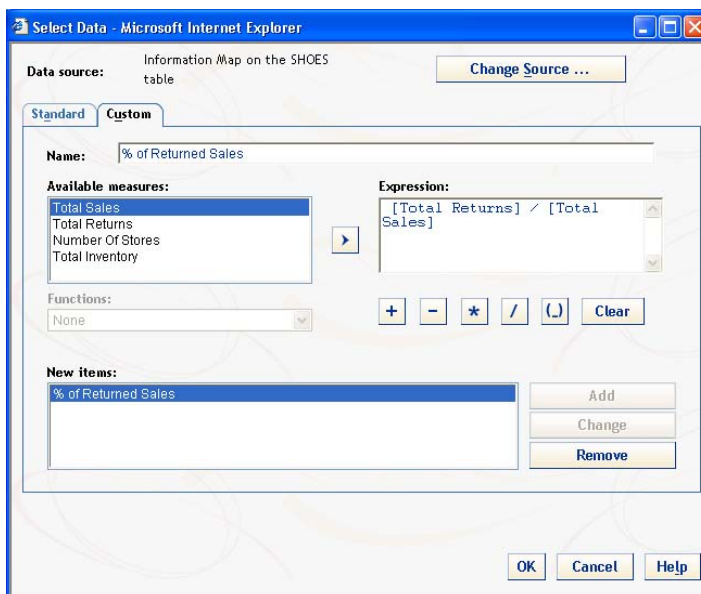 Select Data - Microsoft Internet Explorer
Data source:
Information Map on the SHOES
table
Change Source ...
Standard
Custom
Name:
% of Returned Sales
Available measures:
Total Sales
Total Returns
Number Of Stores
Total Inventory
Expression:
[Total Returns] / [Total
Sales]
Functions:
None
+ - * / (_) Clear
New items:
% of Returned Sales
Add
Change
Remove
OK Cancel Help